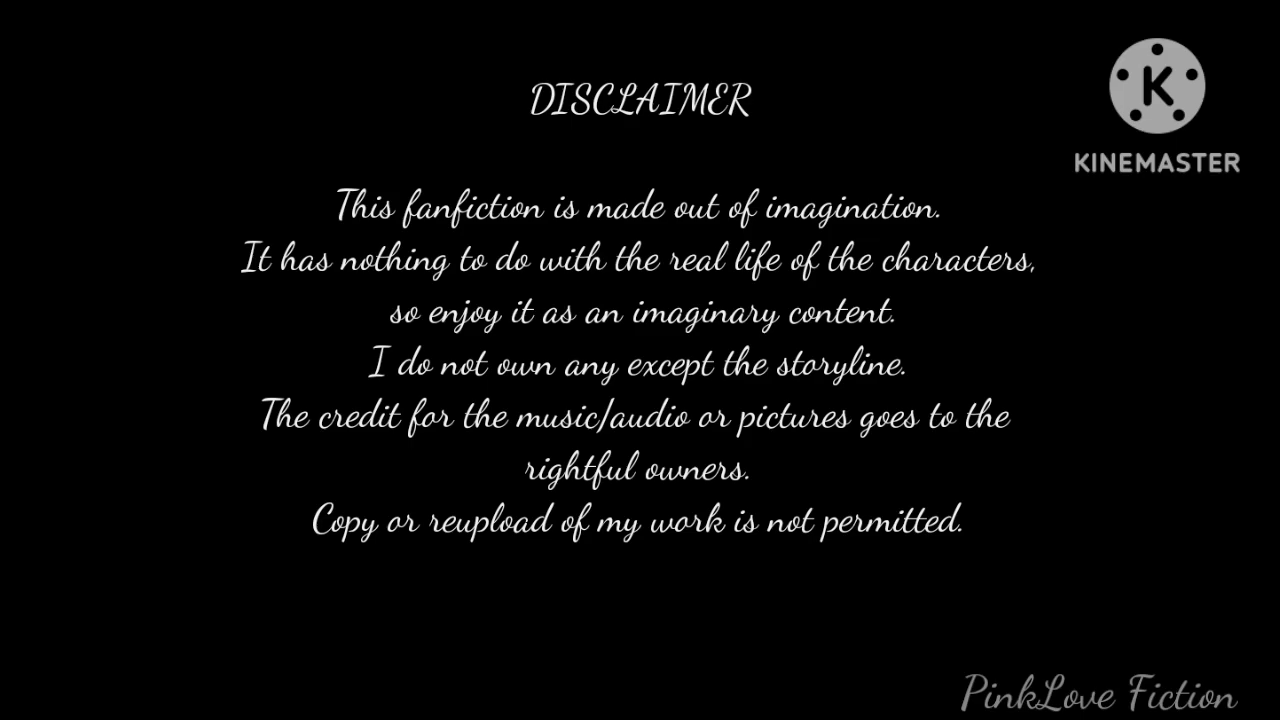 DISCLAIMER
K
KINEMASTER
This fanfiction is made out of imagination.
It has nothing to do with the real life of the characters,
so enjoy it as an imaginary content.
I do not own any except the storyline.
The credit for the music/audio or pictures goes to the
rightful owners.
Copy or reupload of my work is not permitted.
PinkLove Fiction